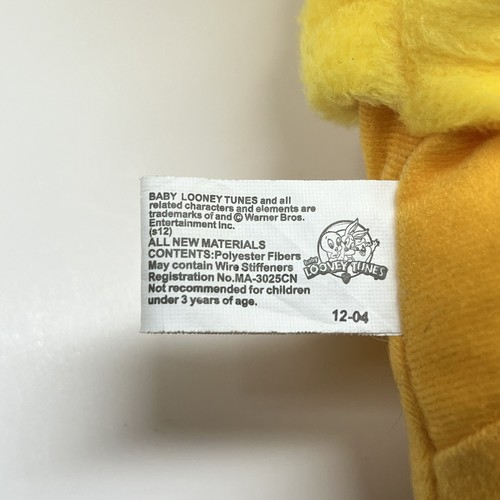 BABY LOONEY TUNES and all
related characters and elements are
trademarks of and © Warner Bros.
Entertainment Inc.
(s12)
ALL NEW MATERIALS
CONTENTS:Polyester Fibers
May contain Wire Stiffeners
Registration No.MA-3025CN
Not recommended for children
under 3 years of age.
baby
LOONEY TUNES
12-04